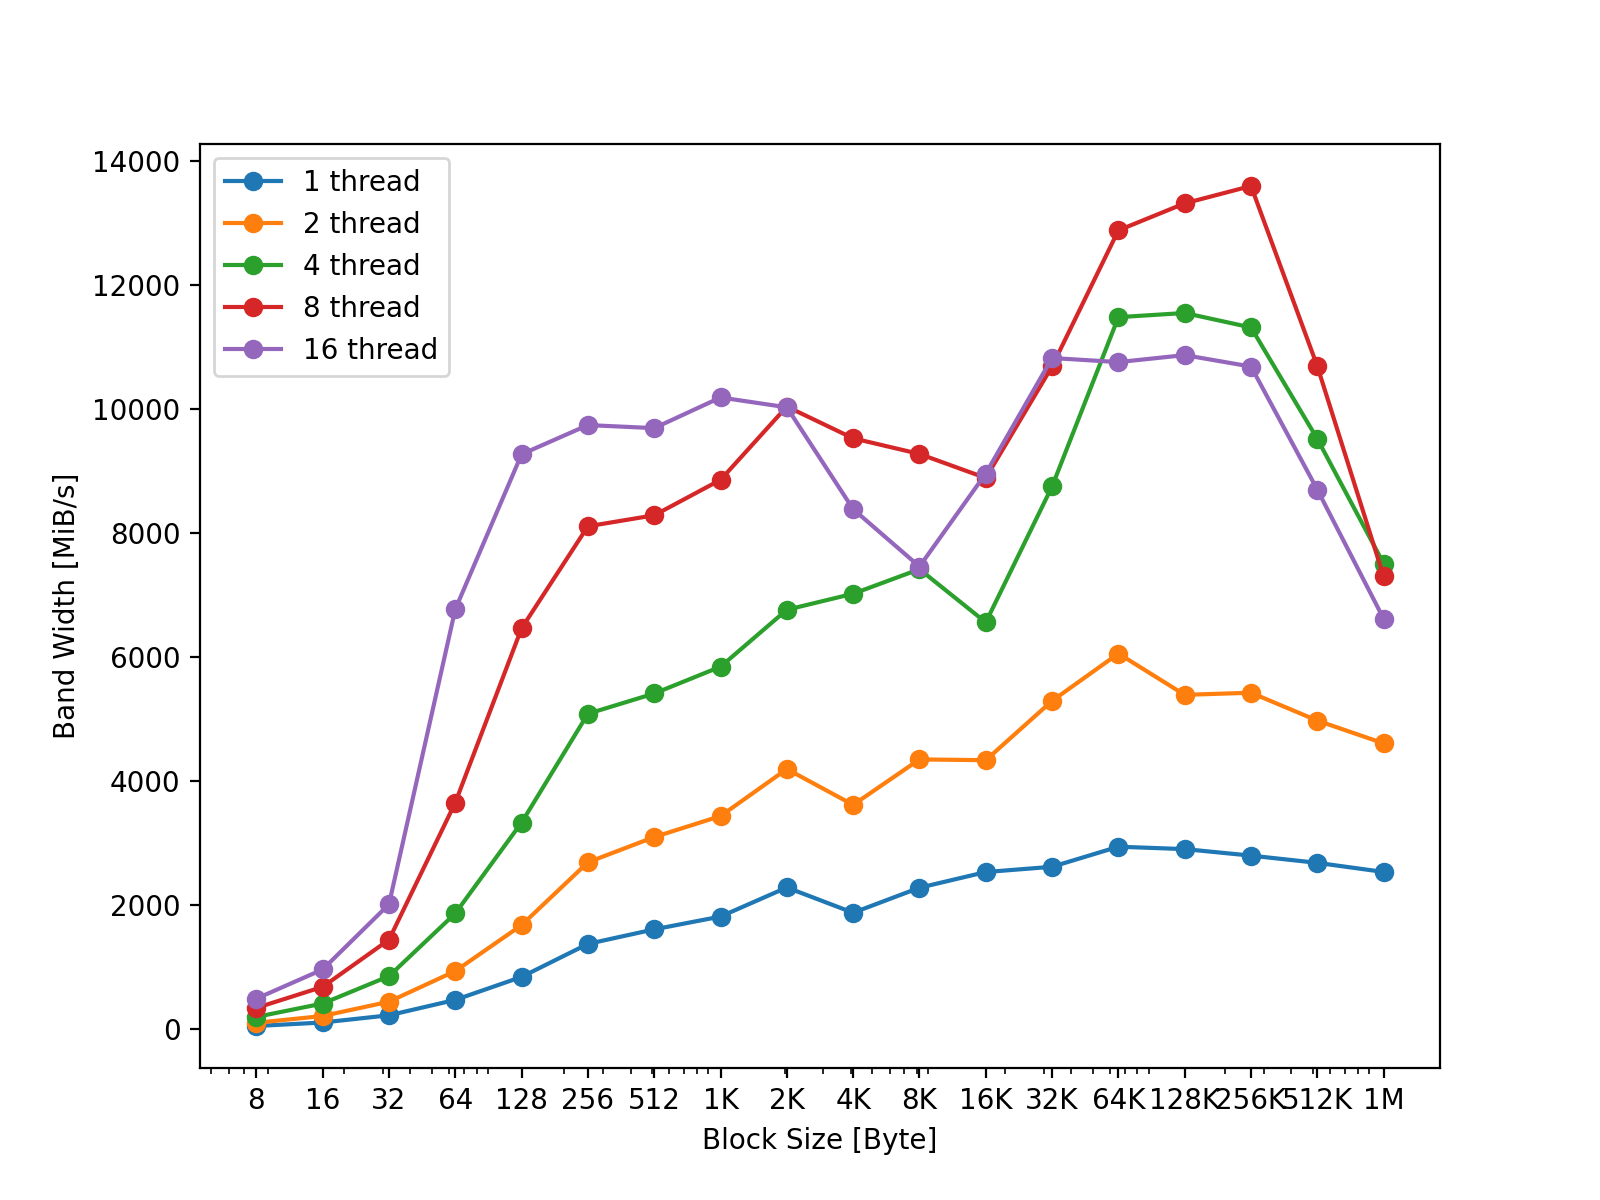 14000
12000
10000
8000
6000
4000
2000
0
Band Width [MiB/s]
1 thread
2 thread
4 thread
8 thread
16 thread
8 16 32 64 128 256 512 1K 2K 4K 8K 16K 32K 64K 128K 256K 512K 1M
Block Size [Byte]